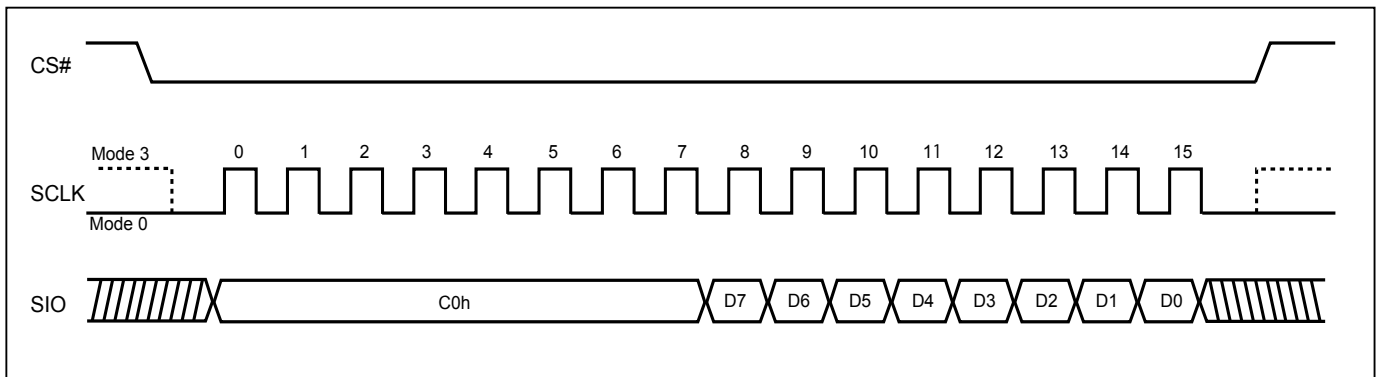 CS#
Mode 3
0 1 2 3 4 5 6 7 8 9 10 11 12 13 14 15
SCLK
Mode 0
SIO
C0h D7 D6 D5 D4 D3 D2 D1 D0